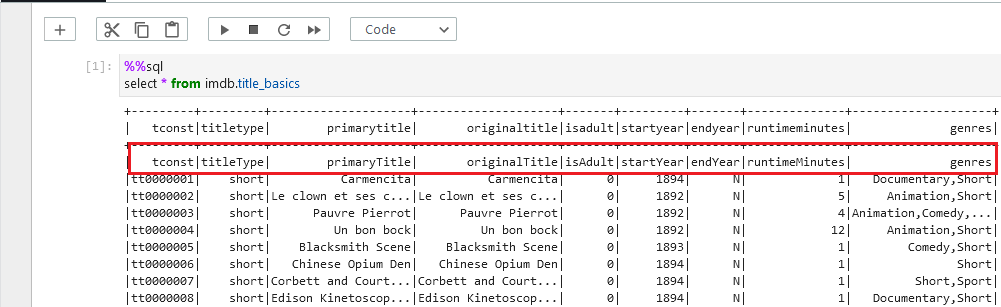 Code
[1]: %%sql
select * from imdb.title_basics
+---------+---------+--------------------+--------------------+-------+---------+-------+--------------+--------------------+
| tconst|titletype| primarytitle| originaltitle|isadult|startyear|endyear|runtimeminutes| genres|
+---------+---------+--------------------+--------------------+-------+---------+-------+--------------+--------------------+
| tconst|titleType| primaryTitle| originalTitle|isAdult|startYear|endYear|runtimeMinutes| genres|
|tt0000001| short| Carmencita| Carmencita| 0| 1894| N| 1| Documentary,Short|
|tt0000002| short|Le clown et ses c...|Le clown et ses c...| 0| 1892| N| 5| Animation,Short|
|tt0000003| short| Pauvre Pierrot| Pauvre Pierrot| 0| 1892| N| 4|Animation,Comedy,...|
|tt0000004| short| Un bon bock| Un bon bock| 0| 1892| N| 12| Animation,Short|
|tt0000005| short| Blacksmith Scene| Blacksmith Scene| 0| 1893| N| 1| Comedy,Short|
|tt0000006| short| Chinese Opium Den| Chinese Opium Den| 0| 1894| N| 1| Short|
|tt0000007| short|Corbett and Court...|Corbett and Court...| 0| 1894| N| 1| Short,Sport|
|tt0000008| short|Edison Kinetoscop...|Edison Kinetoscop...| 0| 1894| N| 1| Documentary,Short|